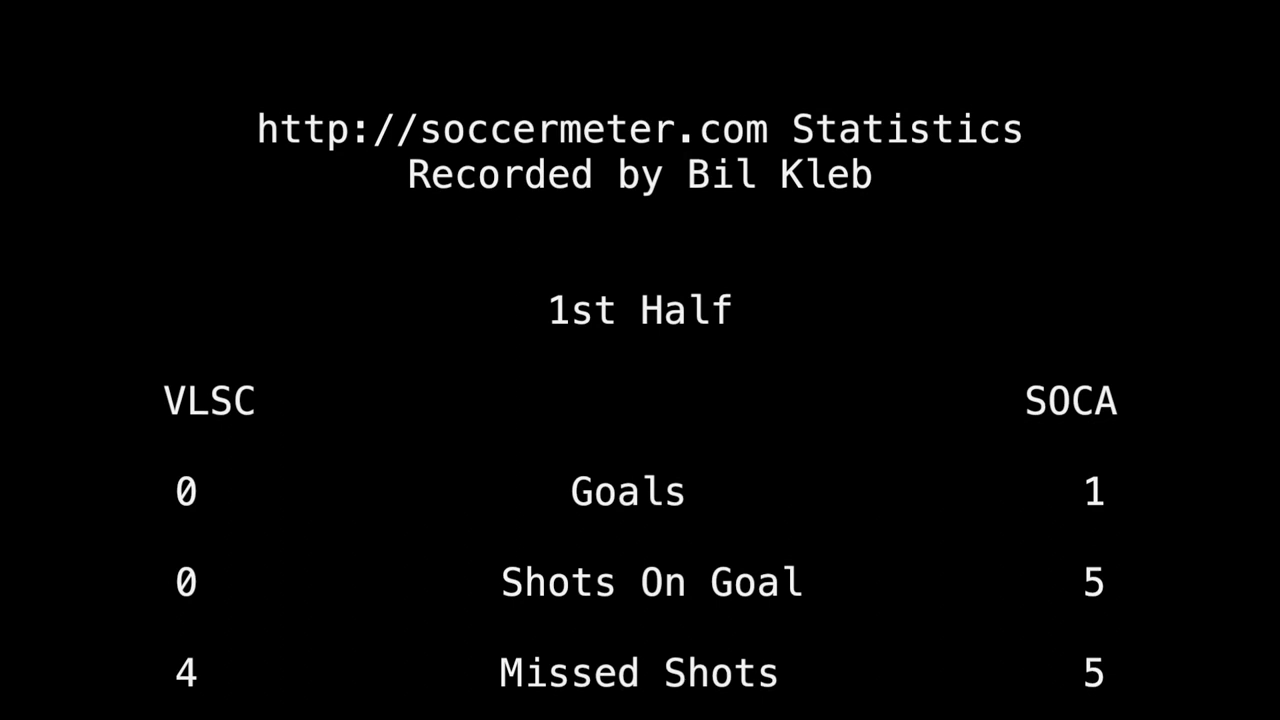 http://soccermeter.com Statistics
Recorded by Bil Kleb
1st Half
VLSC SOCA
0 Goals 1
0 Shots On Goal 5
4 Missed Shots 5